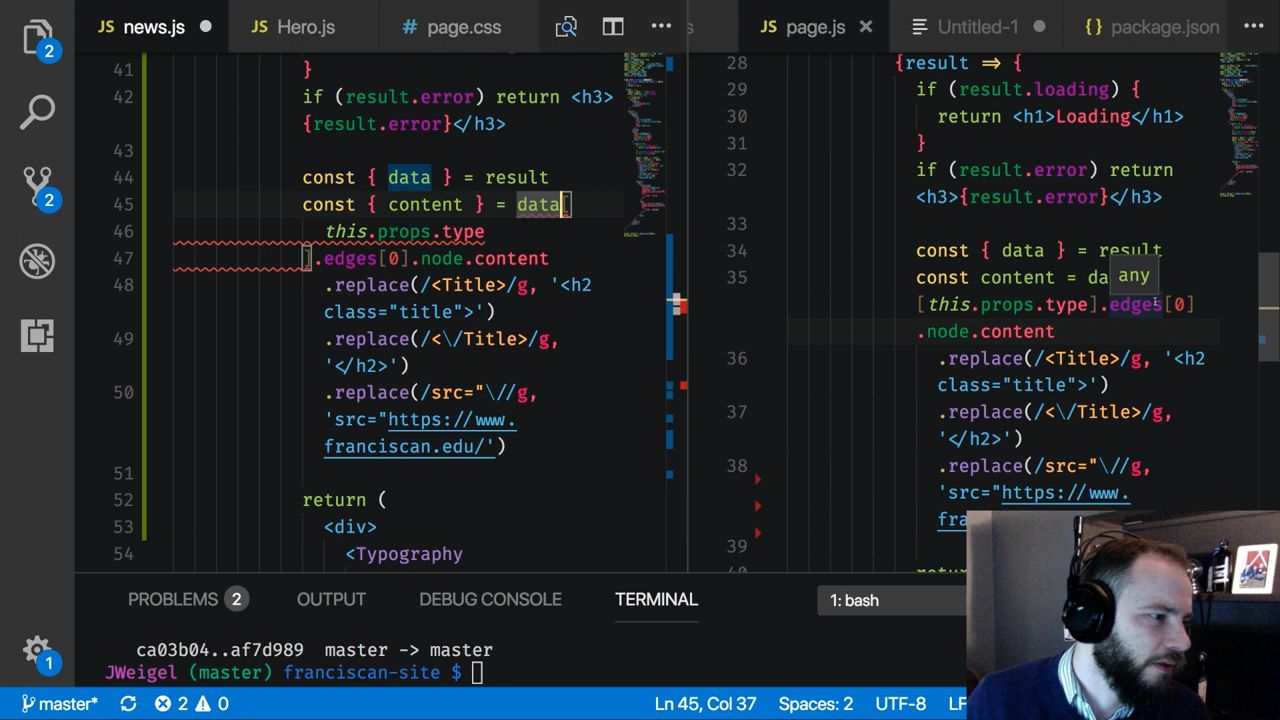 JS news.js
JS Hero.js
# page.css
s
JS page.js
Untitled-1
{} package.json
2
2
1
41 }
42 if (result.error) return <h3>
{result.error}</h3>
43
44 const { data } = result
45 const { content } = data[
46 this.props.type
47 ].edges[0].node.content
48 .replace(/<Title>/g, '<h2
class="title">')
49 .replace(/<\/Title>/g,
'</h2>')
50 .replace(/src="\//g,
'src="https://www.
franciscan.edu/')
51
52 return (
53 <div>
54 <Typography
28 {result => {
29 if (result.loading) {
30 return <h1>Loading</h1>
31 }
32 if (result.error) return
<h3>{result.error}</h3>
33
34 const { data } = result
35 const content = da
any
[this.props.type].edges[0]
.node.content
36 .replace(/<Title>/g, '<h2
class="title">')
37 .replace(/<\/Title>/g,
'</h2>')
38 .replace(/src="\//g,
'src="https://www.
fra
39
PROBLEMS 2
OUTPUT
DEBUG CONSOLE
TERMINAL
1: bash
ca03b04..af7d989 master -> master
JWeigel (master) franciscan-site $
master*
2 0
Ln 45, Col 37
Spaces: 2
UTF-8
LF